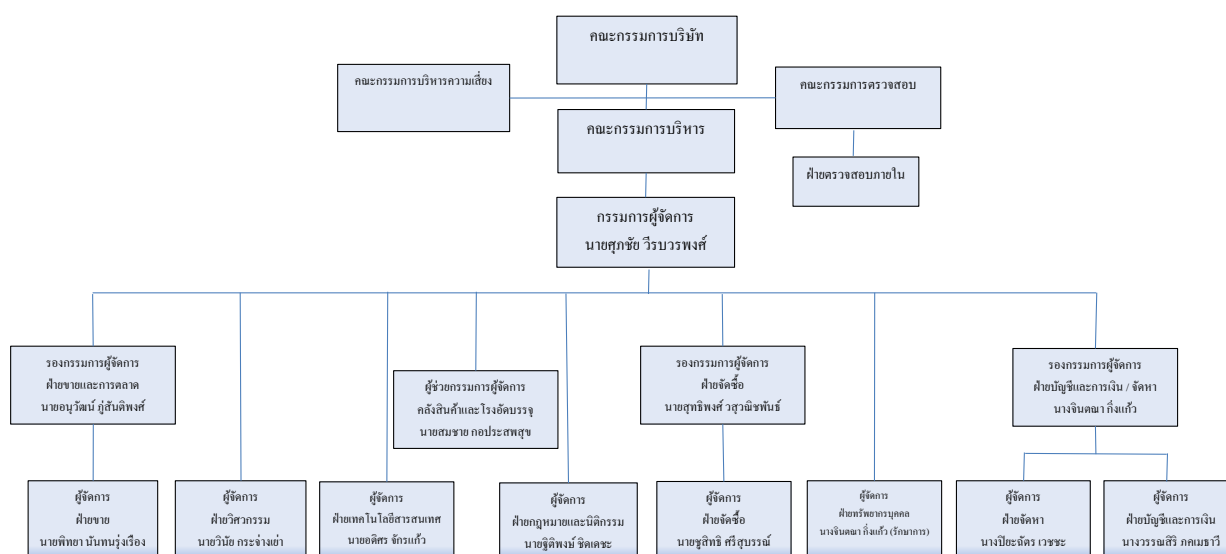 คณะกรรมการบริษัท
คณะกรรมการบริหารความเสี่ยง
คณะกรรมการตรวจสอบ
คณะกรรมการบริหาร
ฝ่ายตรวจสอบภายใน
กรรมการผู้จัดการ
นายศุภชัย วีรบวรพงศ์
รองกรรมการผู้จัดการ
ฝ่ายขายและการตลาด
นายอนุวัฒน์ ภู่สันติพงศ์
ผู้ช่วยกรรมการผู้จัดการ
คลังสินค้าและโรงอัดบรรจุ
นายสมชาย กอประสพสุข
รองกรรมการผู้จัดการ
ฝ่ายจัดซื้อ
นายสุทธิพงศ์ วสุวณิชพันธ์
รองกรรมการผู้จัดการ
ฝ่ายบัญชีและการเงิน / จัดหา
นางจินตณา กิ่งแก้ว
ผู้จัดการ
ฝ่ายขาย
นายพิทยา นันทนรุ่งเรือง
ผู้จัดการ
ฝ่ายวิศวกรรม
นายวินัย กระจ่างเย่า
ผู้จัดการ
ฝ่ายเทคโนโลยีสารสนเทศ
นายอดิศร จักรแก้ว
ผู้จัดการ
ฝ่ายกฎหมายและนิติกรรม
นายฐิติพงษ์ ชิดเดชะ
ผู้จัดการ
ฝ่ายจัดซื้อ
นายชูสิทธิ ศรีสุบรรณ์
ผู้จัดการ
ฝ่ายทรัพยากรบุคคล
นางจินตณา กิ่งแก้ว (รักษาการ)
ผู้จัดการ
ฝ่ายจัดหา
นางปิยะฉัตร เวชชะ
ผู้จัดการ
ฝ่ายบัญชีและการเงิน
นางวรรณสิริ ภคเมธาวี